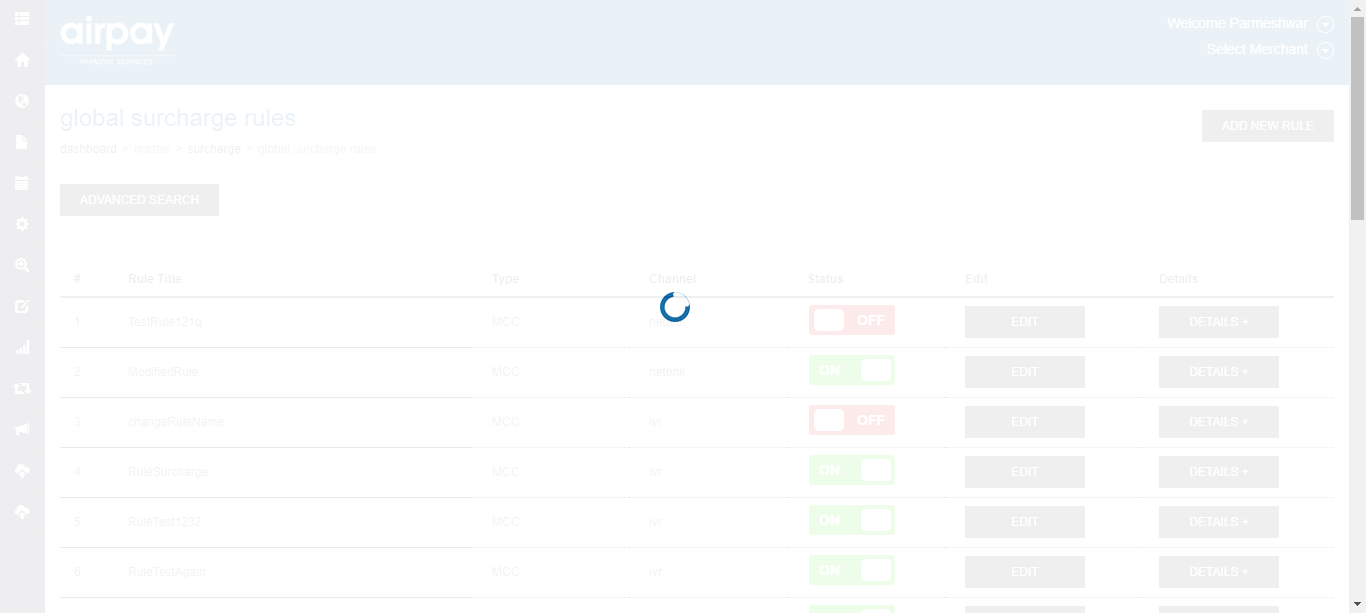 airpay
PAYMENT SERVICES
Welcome Parmeshwar
Select Merchant
global surcharge rules
ADD NEW RULE
dashboard > master > surcharge > global surcharge rules
ADVANCED SEARCH
# Rule Title Type Channel Status Edit Details
1 TestRule121q MCC OFF EDIT DETAILS +
2 ModifiedRule MCC netbnk ON EDIT DETAILS +
3 changeRuleName MCC ivr OFF EDIT DETAILS +
4 RuleSurcharge MCC ivr ON EDIT DETAILS +
5 RuleTest1232 MCC ivr ON EDIT DETAILS +
6 RuleTestAgain MCC ivr ON EDIT DETAILS +